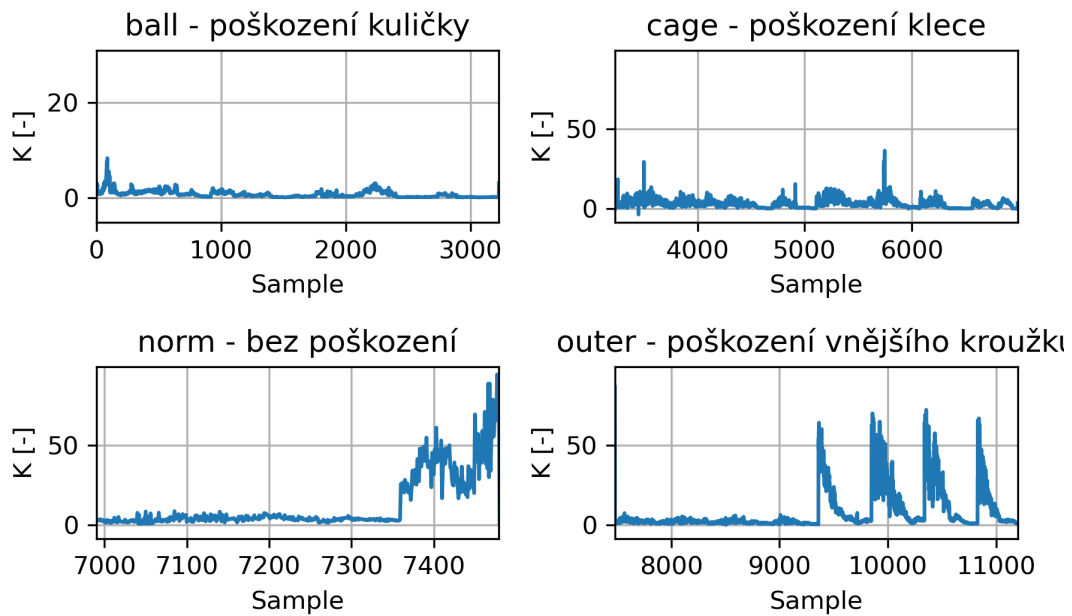 ball - poškození kuličky
20
0
K [-]
0 1000 2000 3000
Sample
cage - poškození klece
50
0
K [-]
4000 5000 6000
Sample
norm - bez poškození
50
0
K [-]
7000 7100 7200 7300 7400
Sample
outer - poškození vnějšího kroužku
50
0
K [-]
8000 9000 10000 11000
Sample